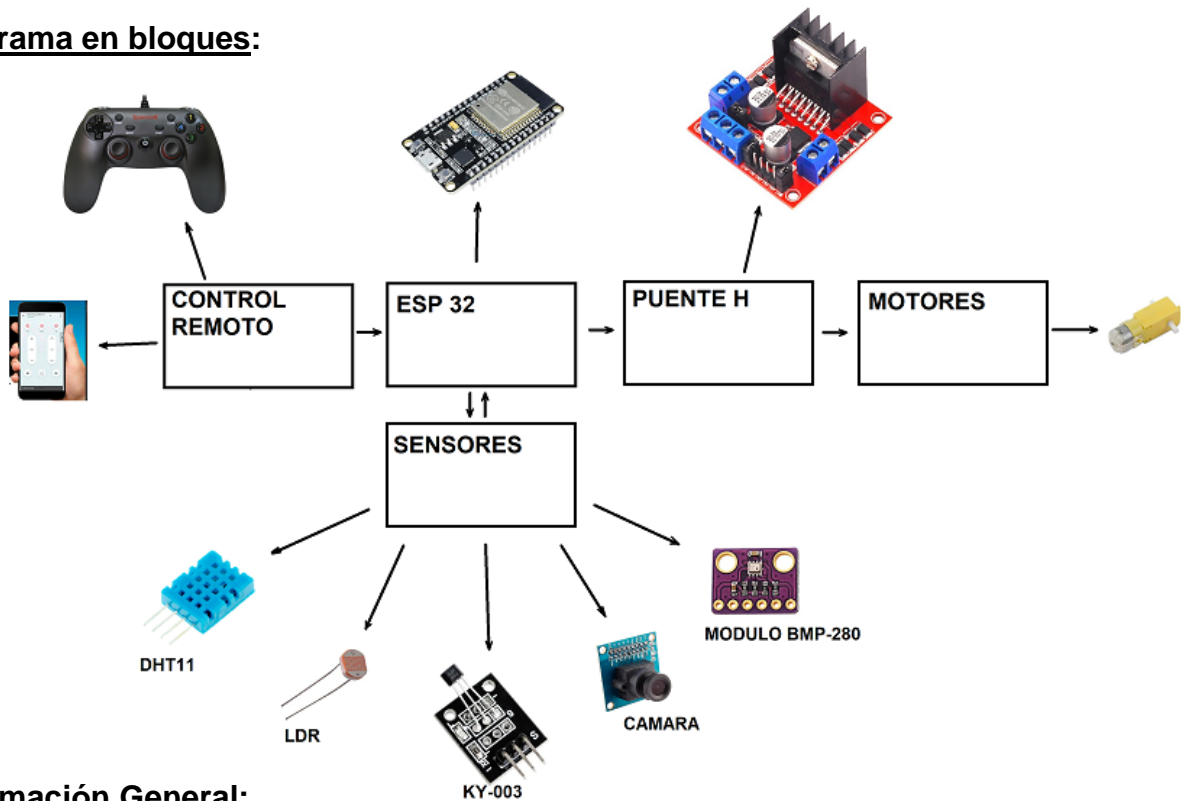 rama en bloques:
CONTROL
REMOTO
ESP 32
PUENTE H
MOTORES
SENSORES
DHT11
LDR
KY-003
CAMARA
MODULO BMP-280
mación General: